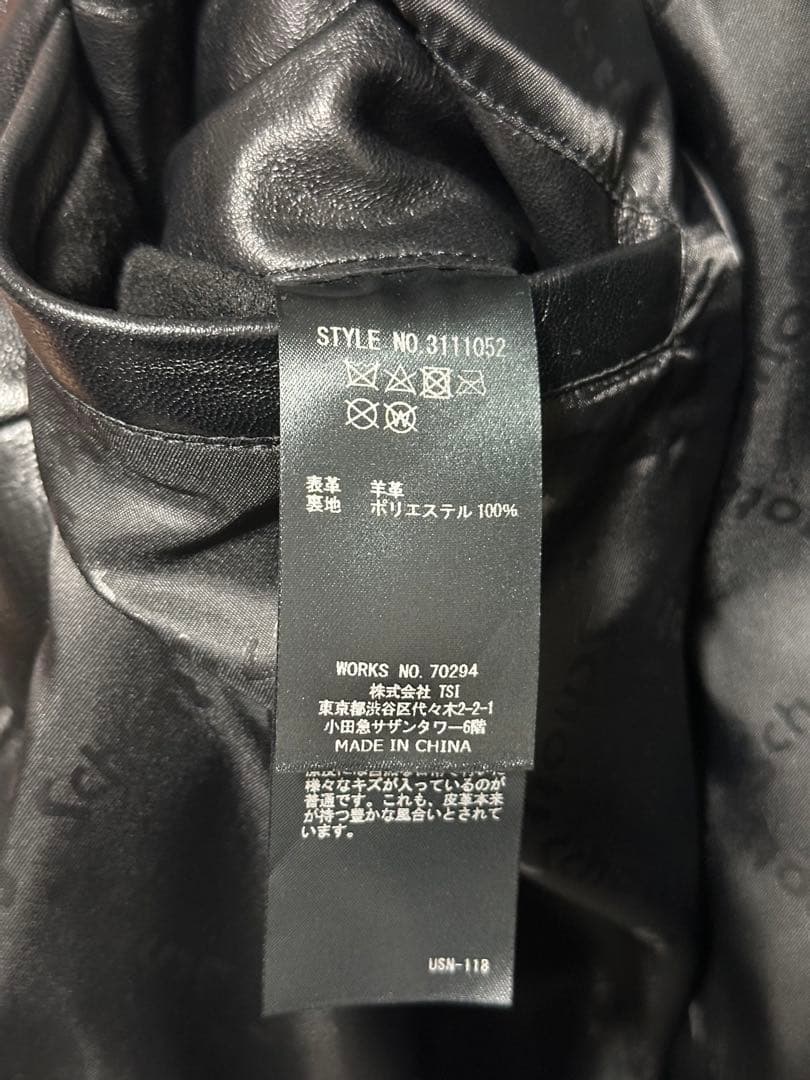 STYLE NO.3111052
W
表革 羊革
裏地 ポリエステル 100%
WORKS NO. 70294
株式会社 TSI
東京都渋谷区代々木2-2-1
小田急サザンタワー6階
MADE IN CHINA
様々なキズが入っているのが
普通です。これも、皮革本来
が持つ豊かな風合いとされて
います。
USN-118